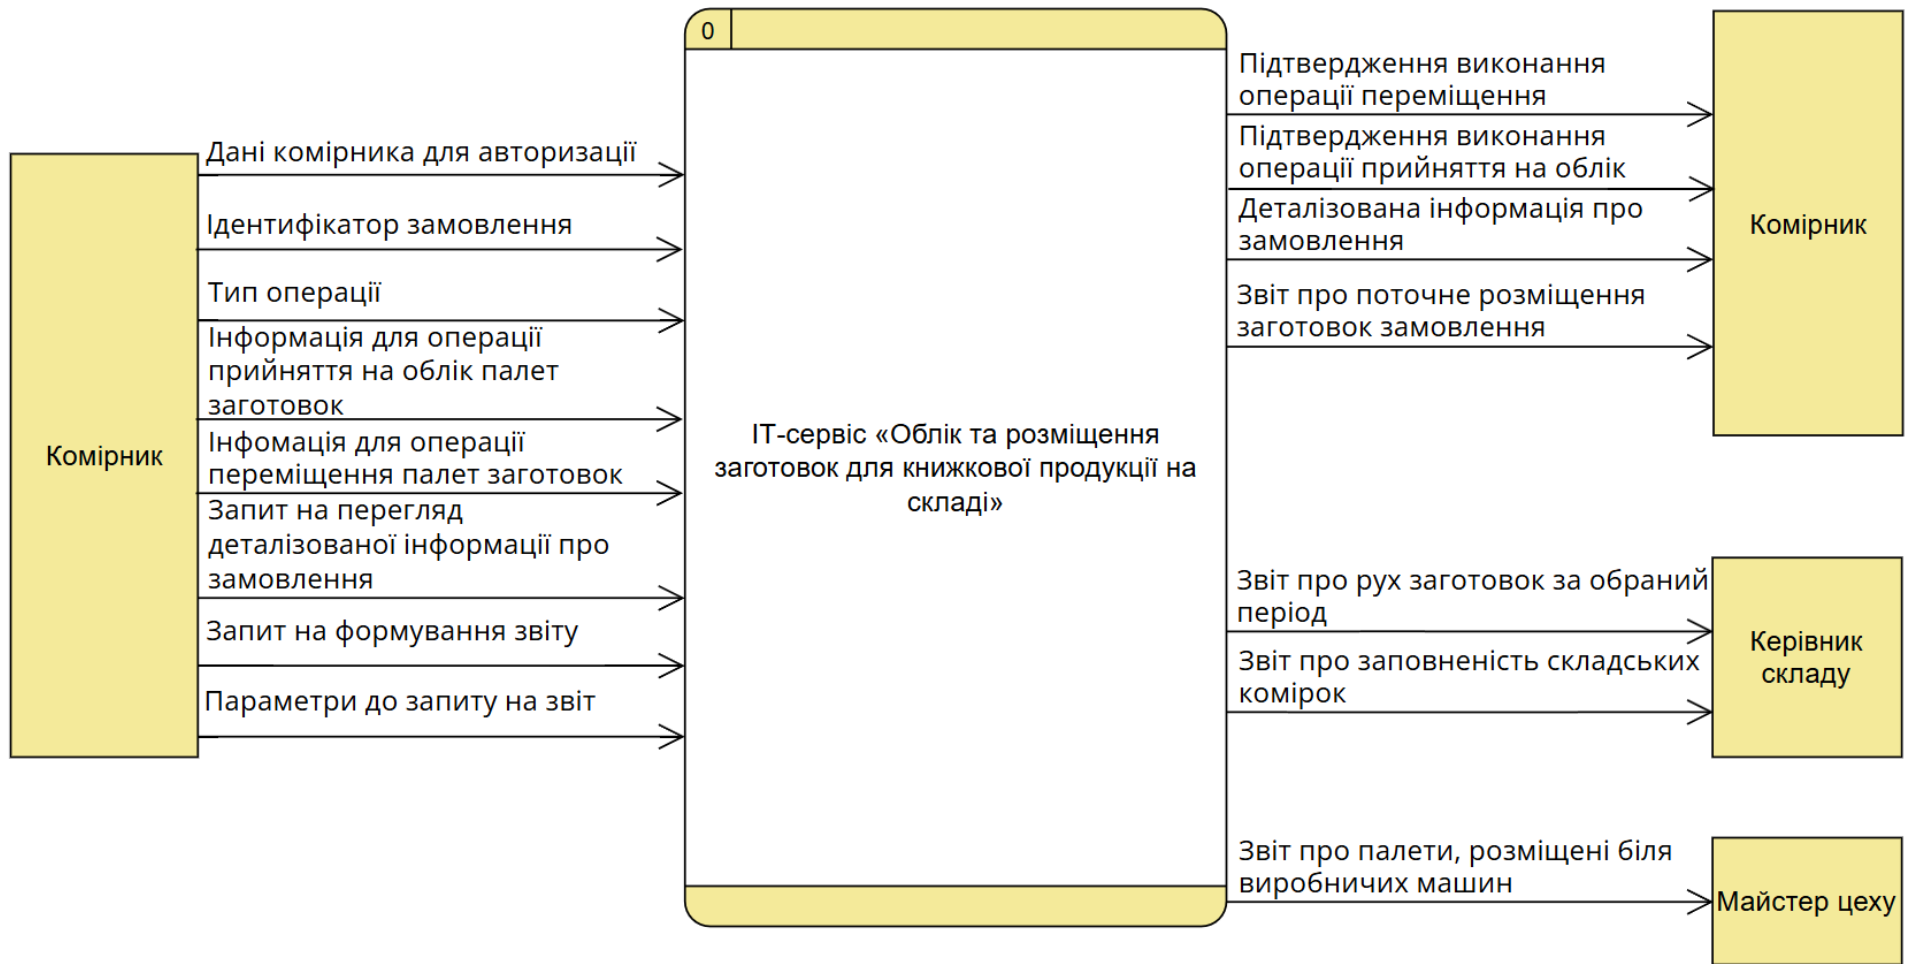 0
Комірник
Дані комірника для авторизації
Ідентифікатор замовлення
Тип операції
Інформація для операції
прийняття на облік палет
заготовок
Інфомація для операції
переміщення палет заготовок
Запит на перегляд
деталізованої інформації про
замовлення
Запит на формування звіту
Параметри до запиту на звіт
ІТ-сервіс «Облік та розміщення
заготовок для книжкової продукції на
складі»
Підтвердження виконання
операції переміщення
Підтвердження виконання
операції прийняття на облік
Деталізована інформація про
замовлення
Звіт про поточне розміщення
заготовок замовлення
Комірник
Звіт про рух заготовок за обраний
період
Звіт про заповненість складських
комірок
Керівник
складу
Звіт про палети, розміщені біля
виробничих машин
Майстер цеху